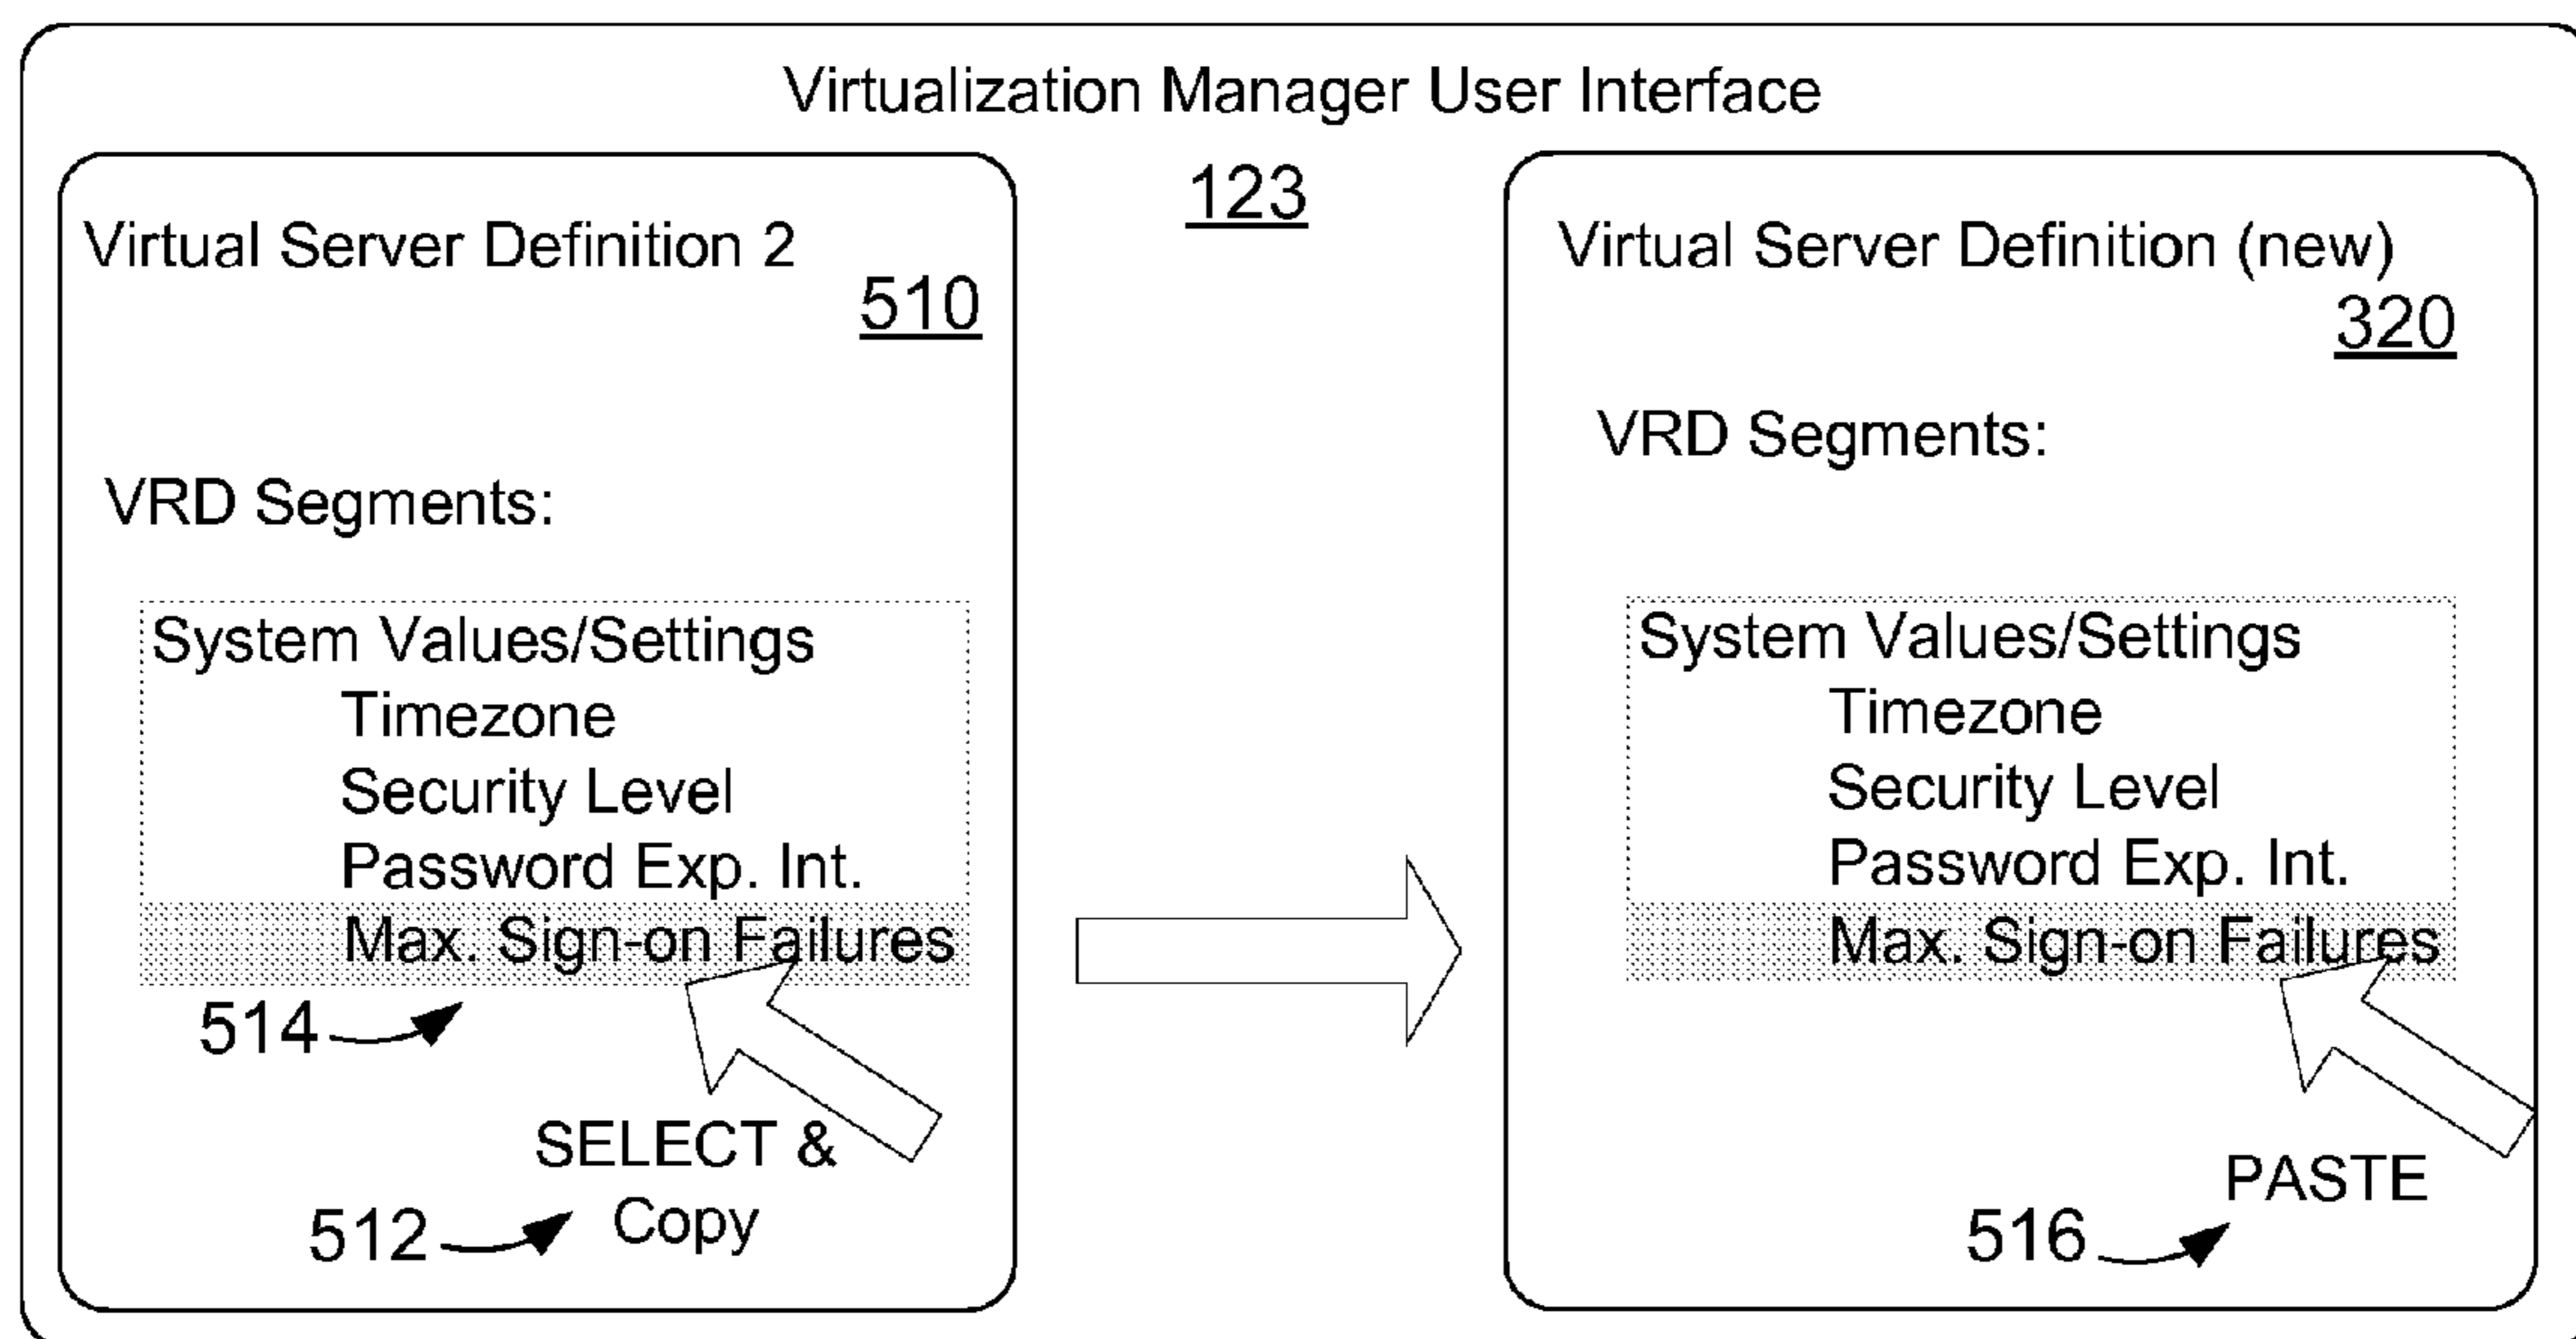 Virtualization Manager User Interface
123
Virtual Server Definition 2
510
VRD Segments:
System Values/Settings
Timezone
Security Level
Password Exp. Int.
Max. Sign-on Failures
514
SELECT &
Copy
512
Virtual Server Definition (new)
320
VRD Segments:
System Values/Settings
Timezone
Security Level
Password Exp. Int.
Max. Sign-on Failures
PASTE
516